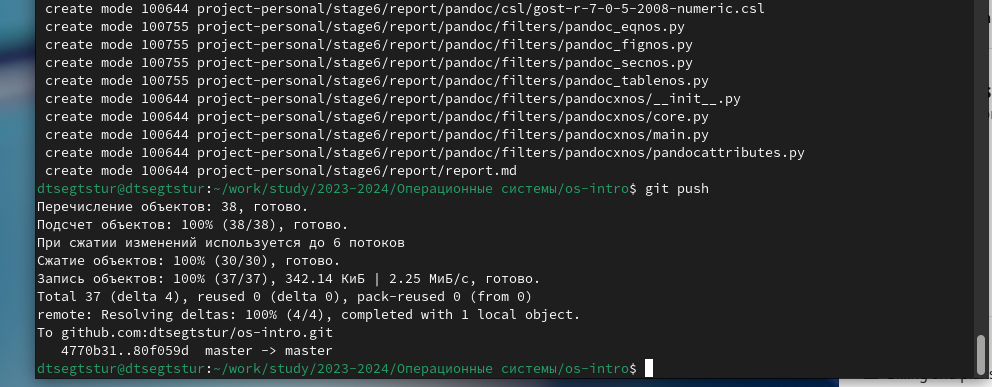 create mode 100644 project-personal/stage6/report/pandoc/csl/gost-r-7-0-5-2008-numeric.csl
create mode 100755 project-personal/stage6/report/pandoc/filters/pandoc_eqnos.py
create mode 100755 project-personal/stage6/report/pandoc/filters/pandoc_fignos.py
create mode 100755 project-personal/stage6/report/pandoc/filters/pandoc_secnos.py
create mode 100755 project-personal/stage6/report/pandoc/filters/pandoc_tablenos.py
create mode 100644 project-personal/stage6/report/pandoc/filters/pandocxnos/__init__.py
create mode 100644 project-personal/stage6/report/pandoc/filters/pandocxnos/core.py
create mode 100644 project-personal/stage6/report/pandoc/filters/pandocxnos/main.py
create mode 100644 project-personal/stage6/report/pandoc/filters/pandocxnos/pandocattributes.py
create mode 100644 project-personal/stage6/report/report.md
dtsegtstur@dtsegtstur:~/work/study/2023-2024/Операционные системы/os-intro$ git push
Перечисление объектов: 38, готово.
Подсчет объектов: 100% (38/38), готово.
При сжатии изменений используется до 6 потоков
Сжатие объектов: 100% (30/30), готово.
Запись объектов: 100% (37/37), 342.14 КиБ | 2.25 МиБ/с, готово.
Total 37 (delta 4), reused 0 (delta 0), pack-reused 0 (from 0)
remote: Resolving deltas: 100% (4/4), completed with 1 local object.
To github.com:dtsegtstur/os-intro.git
4770b31..80f059d  master -> master
dtsegtstur@dtsegtstur:~/work/study/2023-2024/Операционные системы/os-intro$